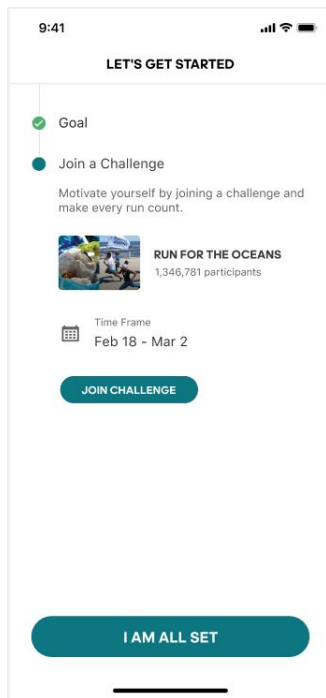 9:41
LET'S GET STARTED
Goal
Join a Challenge
Motivate yourself by joining a challenge and
make every run count.
RUN FOR THE OCEANS
1,346,781 participants
Time Frame
Feb 18 - Mar 2
JOIN CHALLENGE
I AM ALL SET